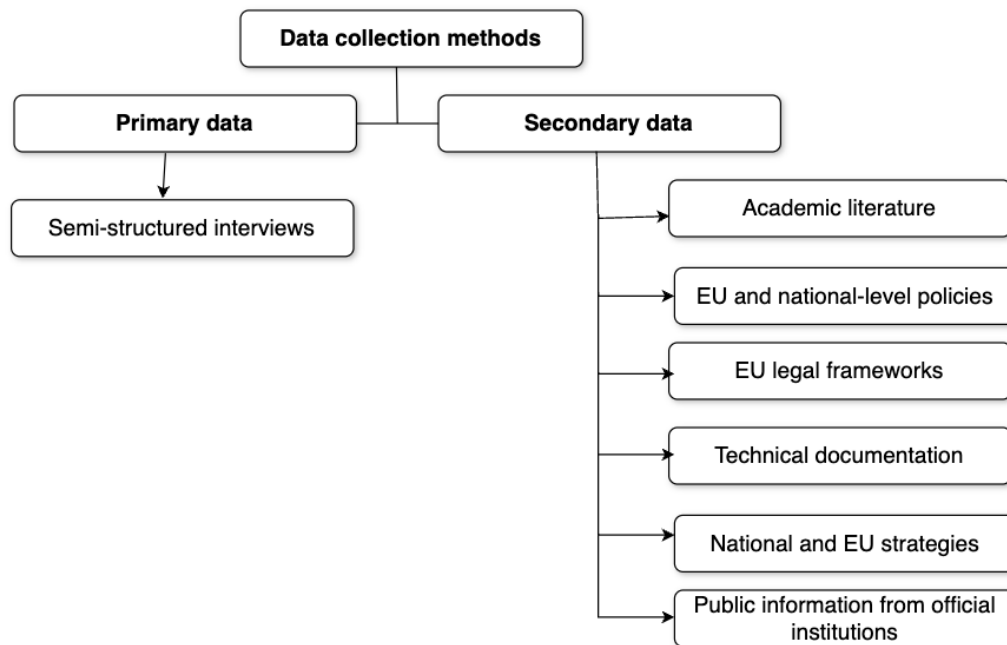 Data collection methods
Primary data
Secondary data
Semi-structured interviews
Academic literature
EU and national-level policies
EU legal frameworks
Technical documentation
National and EU strategies
Public information from official
institutions